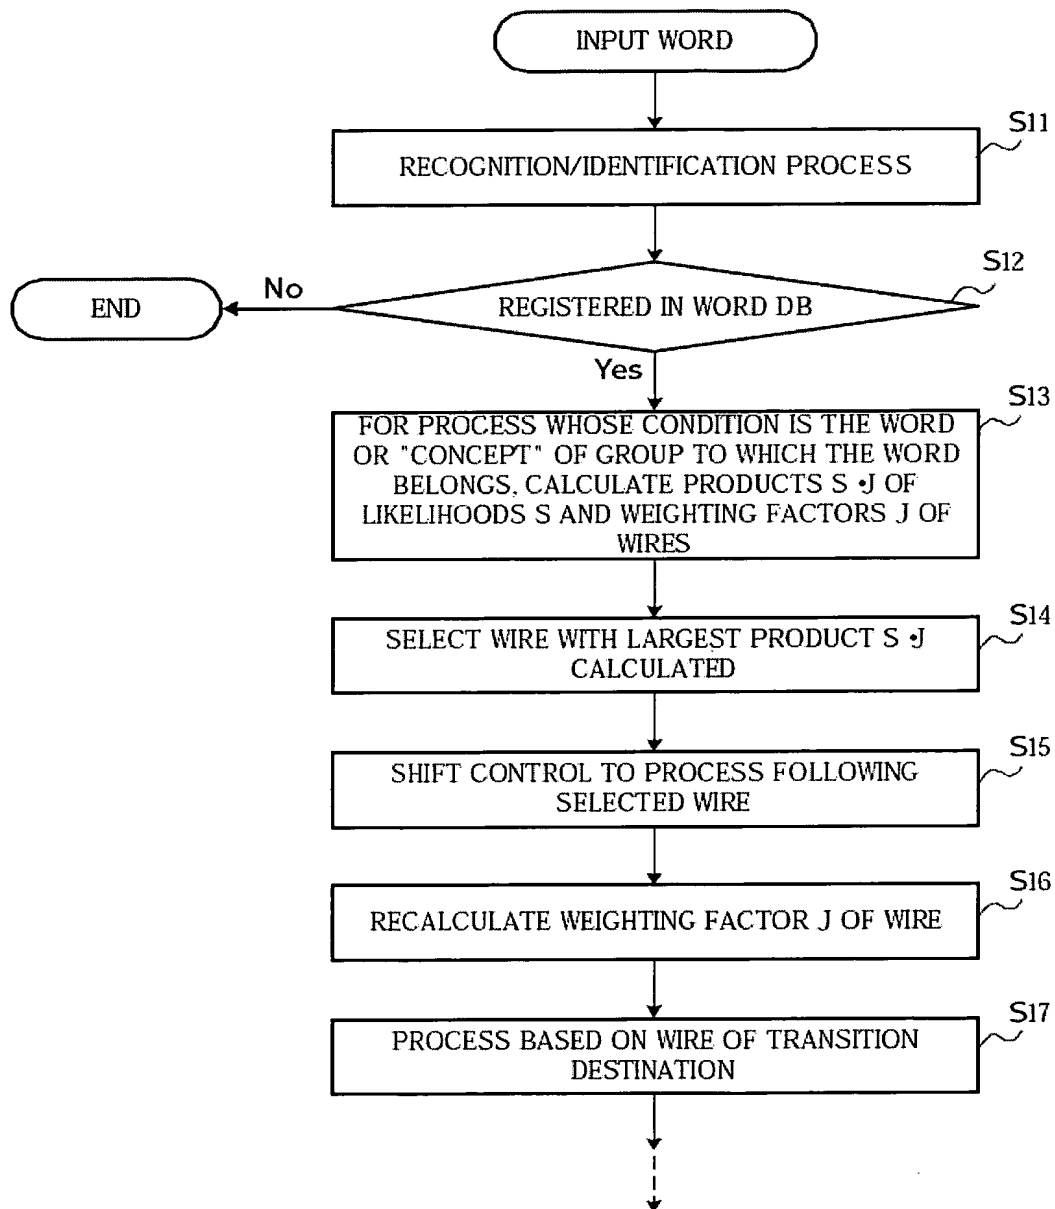 INPUT WORD
S11
RECOGNITION/IDENTIFICATION PROCESS
S12
REGISTERED IN WORD DB
No
END
Yes
S13
FOR PROCESS WHOSE CONDITION IS THE WORD
OR "CONCEPT" OF GROUP TO WHICH THE WORD
BELONGS, CALCULATE PRODUCTS S •J OF
LIKELIHOODS S AND WEIGHTING FACTORS J OF
WIRES
S14
SELECT WIRE WITH LARGEST PRODUCT S •J
CALCULATED
S15
SHIFT CONTROL TO PROCESS FOLLOWING
SELECTED WIRE
S16
RECALCULATE WEIGHTING FACTOR J OF WIRE
S17
PROCESS BASED ON WIRE OF TRANSITION
DESTINATION